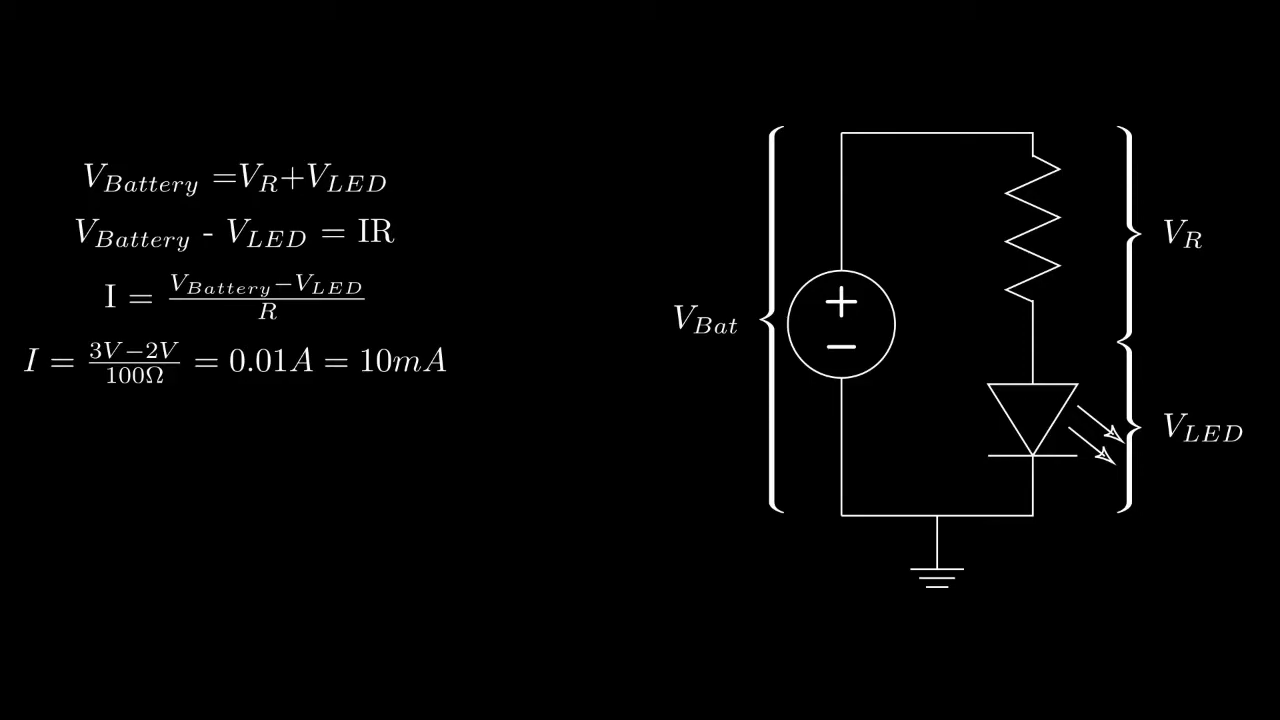 V_Battery =V_R+V_LED
V_Battery - V_LED = IR
I = (V_Battery−V_LED)/R
I = (3V−2V)/100Ω = 0.01A = 10mA
V_Bat
+
−
V_R
V_LED